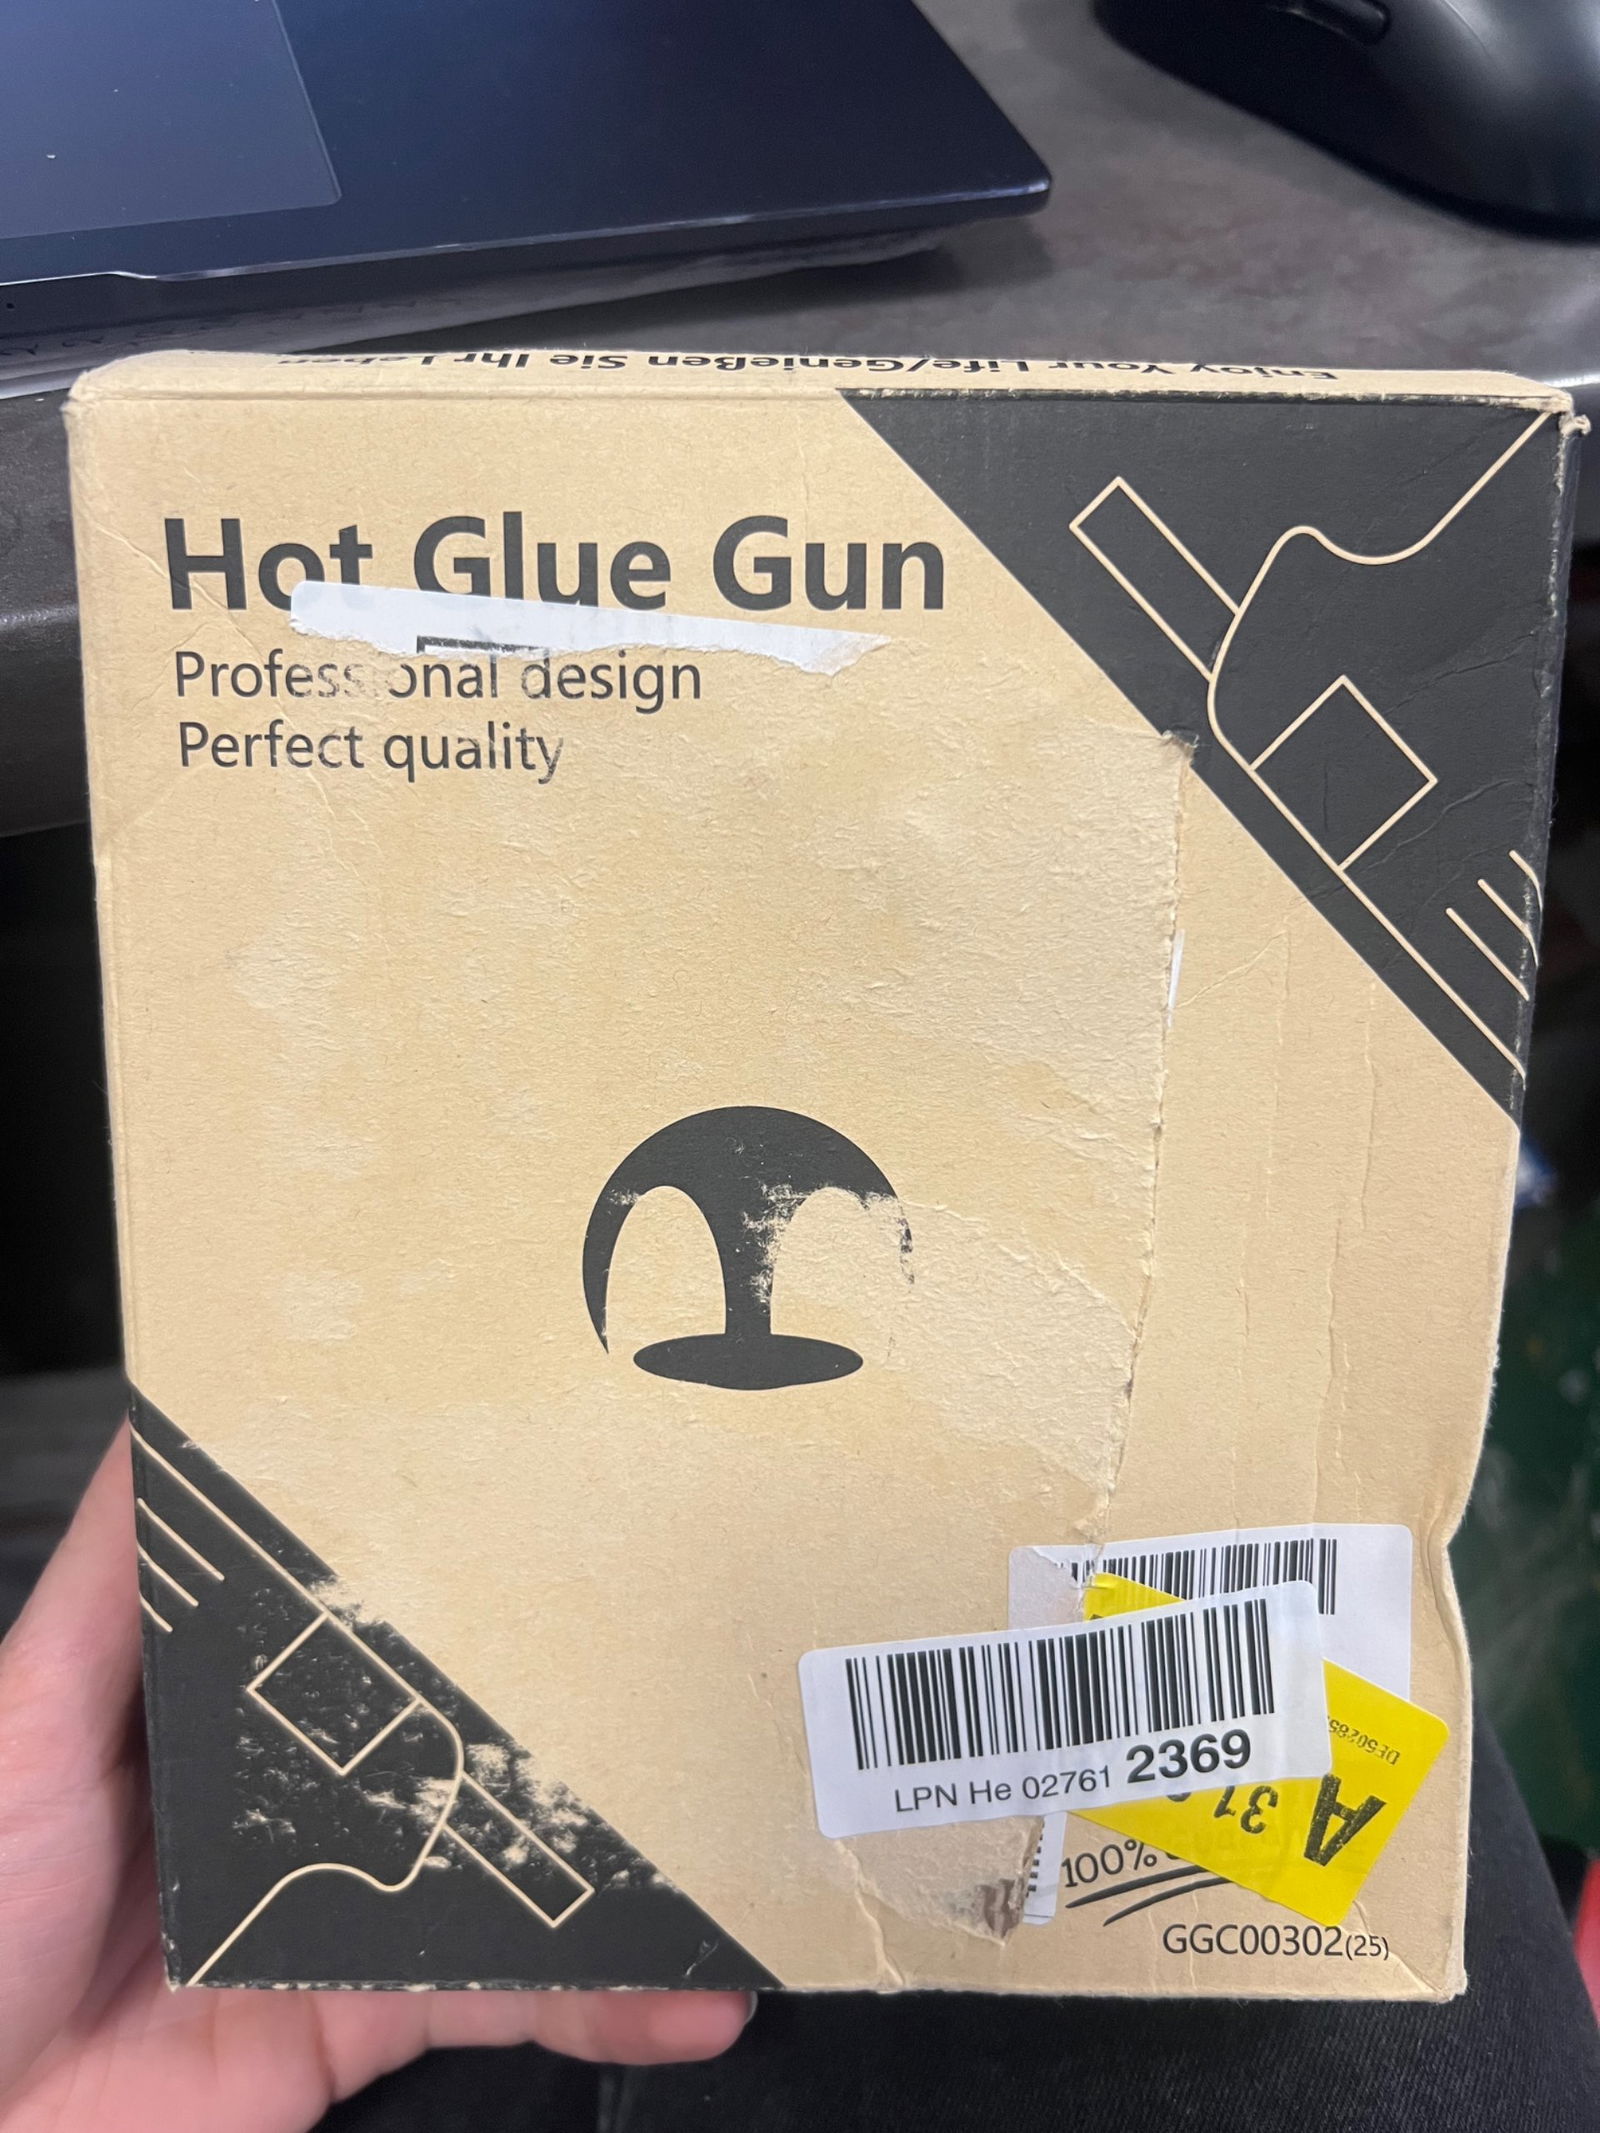 Enjoy Your Life/Genießen Sie Ihr Leben
Hot Glue Gun
Professional design
Perfect quality
LPN He 02761 2369
A
100%
GGC00302(25)